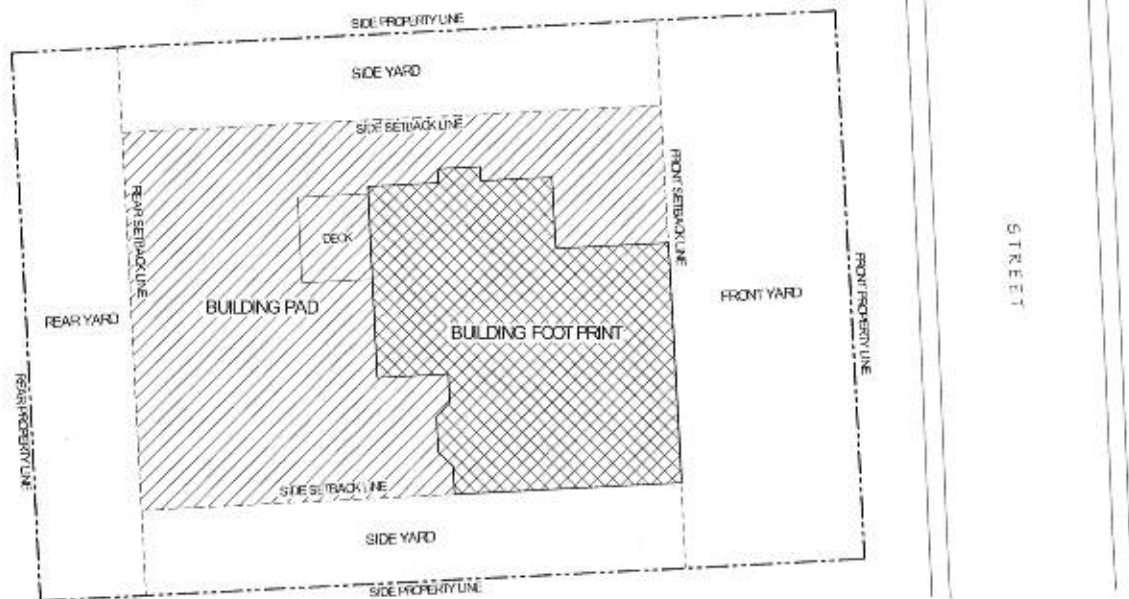 SIDE PROPERTY LINE
SIDE YARD
SIDE SETBACK LINE
REAR SETBACK LINE
FRONT SETBACK LINE
DECK
STREET
BUILDING PAD
REAR YARD
FRONT YARD
FRONT PROPERTY LINE
BUILDING FOOT PRINT
REAR PROPERTY LINE
SIDE SETBACK LINE
SIDE YARD
SIDE PROPERTY LINE